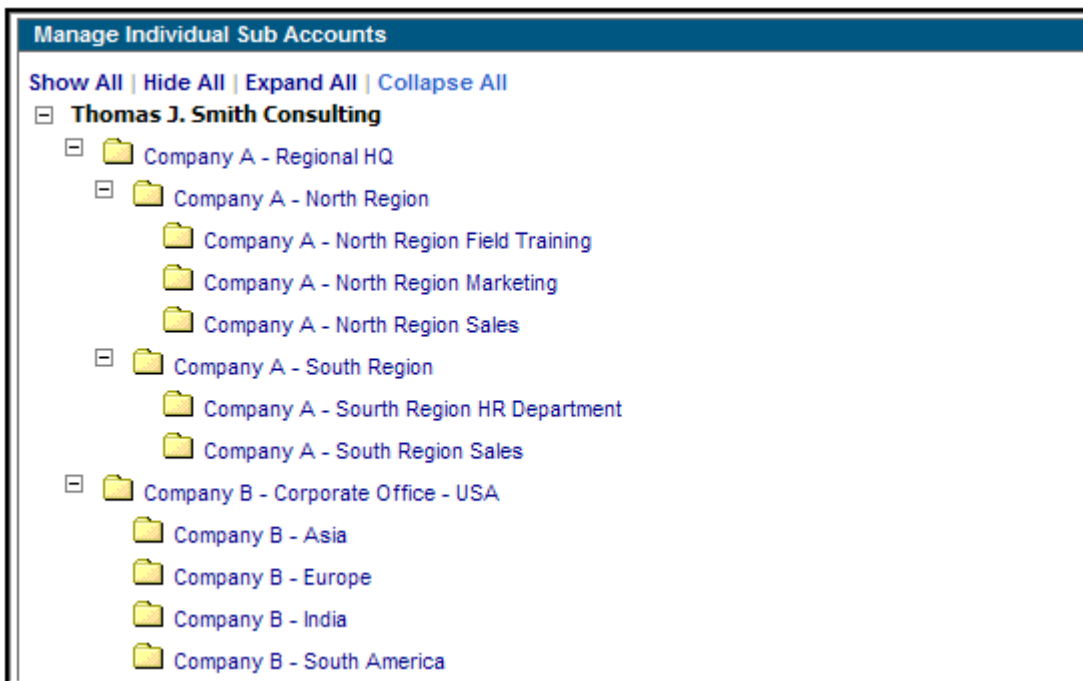 Manage Individual Sub Accounts
Show All | Hide All | Expand All | Collapse All
Thomas J. Smith Consulting
Company A - Regional HQ
Company A - North Region
Company A - North Region Field Training
Company A - North Region Marketing
Company A - North Region Sales
Company A - South Region
Company A - Sourth Region HR Department
Company A - South Region Sales
Company B - Corporate Office - USA
Company B - Asia
Company B - Europe
Company B - India
Company B - South America